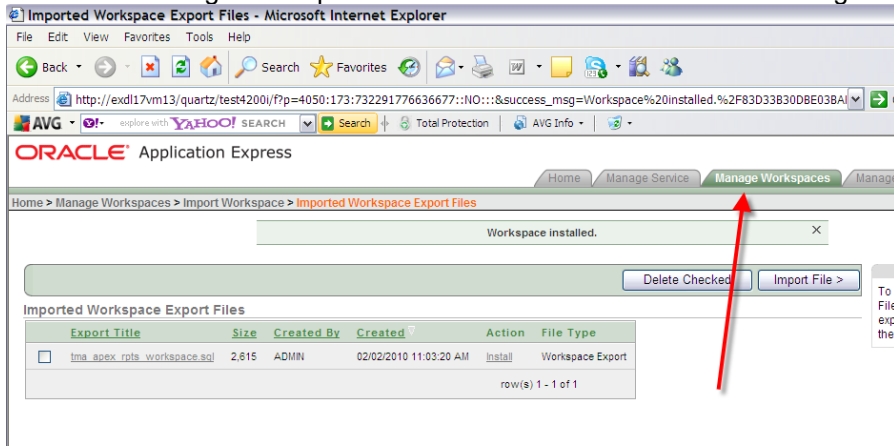 Imported Workspace Export Files - Microsoft Internet Explorer
File Edit View Favorites Tools Help
Back Search Favorites
Address http://exdl17vm13/quartz/test4200i/f?p=4050:173:732291776636677::NO:::&success_msg=Workspace%20installed.%2F83D33B30DBE03BA
AVG explore with YAHOO! SEARCH Search Total Protection AVG Info
ORACLE Application Express
Home Manage Service Manage Workspaces Manage
Home > Manage Workspaces > Import Workspace > Imported Workspace Export Files
Workspace installed.
Delete Checked Import File >
To
File
exp
the
Imported Workspace Export Files
Export Title Size Created By Created Action File Type
tma_apex_rpts_workspace.sql 2,615 ADMIN 02/02/2010 11:03:20 AM Install Workspace Export
row(s) 1 - 1 of 1